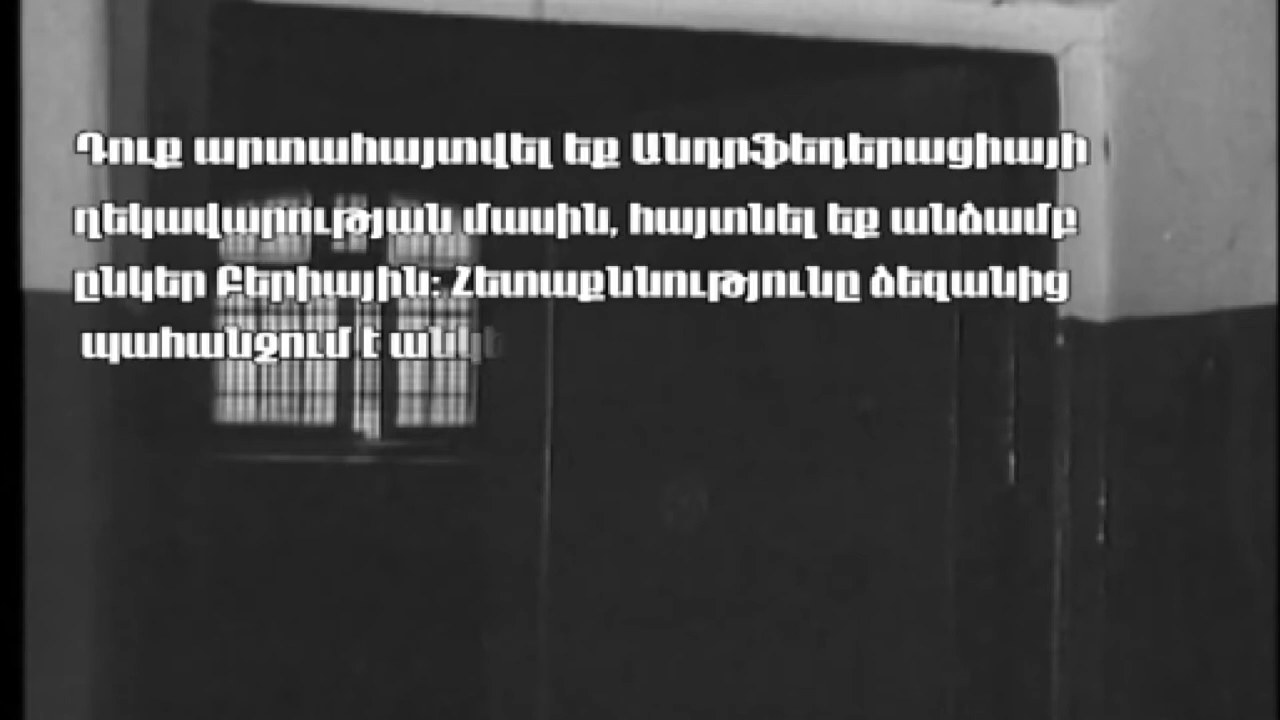 Դուք արտահայտվել եք ԱնդրՖեդերացիայի
ղեկավարության մասին, հայտնել եք անձամբ
ընկեր Բերիային: Հետաքննությունը ձեզանից
պահանջում է